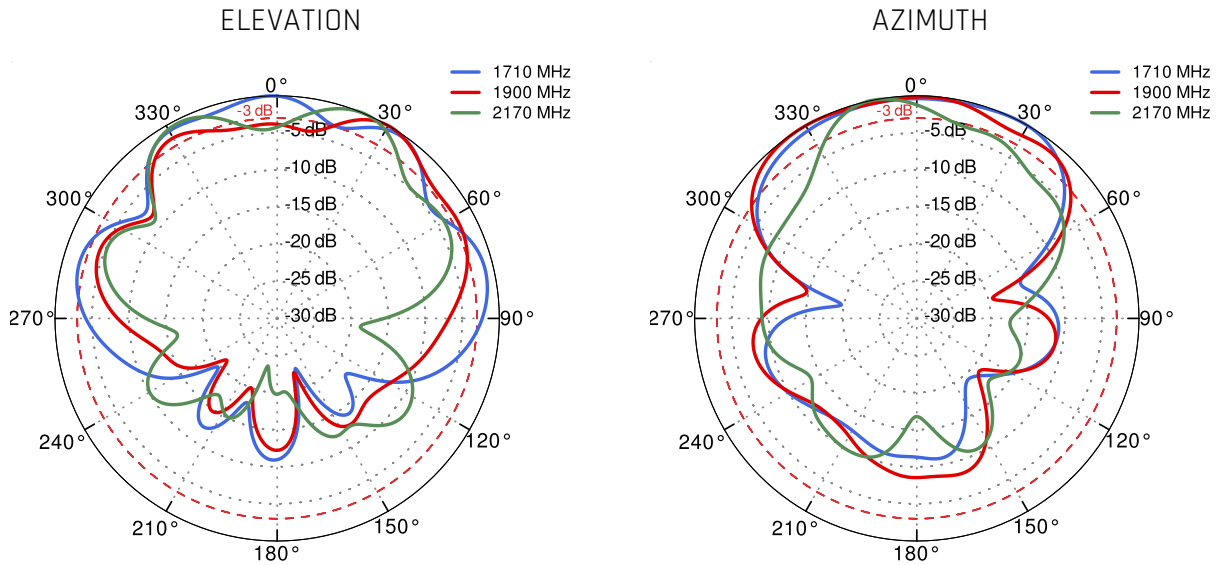 ELEVATION
1710 MHz
1900 MHz
2170 MHz
0°
30°
60°
90°
120°
150°
180°
210°
240°
270°
300°
330°
-3 dB
-5 dB
-10 dB
-15 dB
-20 dB
-25 dB
-30 dB
AZIMUTH
1710 MHz
1900 MHz
2170 MHz
0°
30°
60°
90°
120°
150°
180°
210°
240°
270°
300°
330°
-3 dB
-5 dB
-10 dB
-15 dB
-20 dB
-25 dB
-30 dB